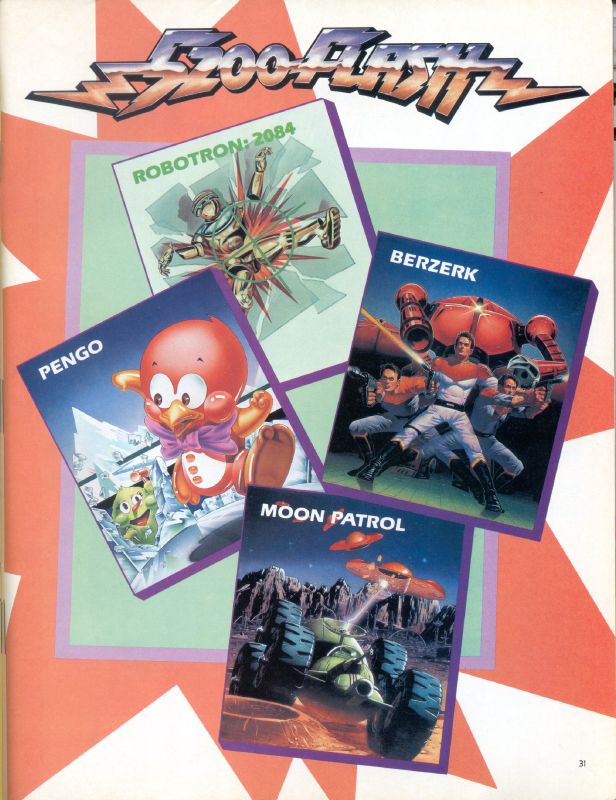 5200 FLASH
ROBOTRON: 2084
BERZERK
PENGO
MOON PATROL
31